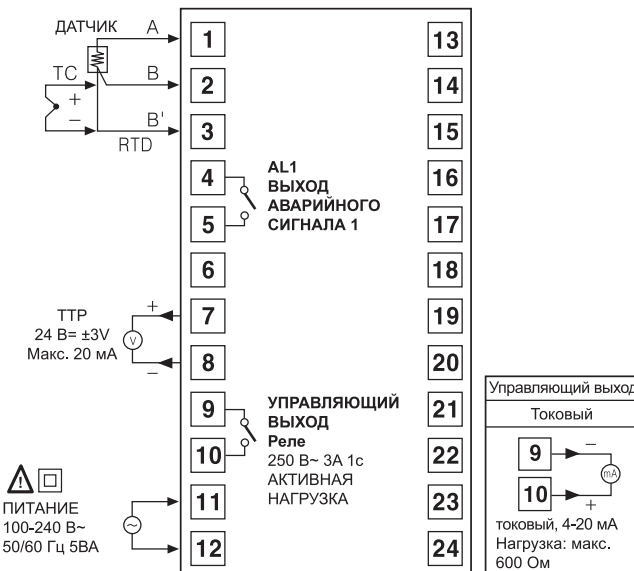 ДАТЧИК
A
TC
B
+
−
B'
RTD
1
2
3
4
5
6
7
8
9
10
11
12
13
14
15
16
17
18
19
20
21
22
23
24
AL1
ВЫХОД
АВАРИЙНОГО
СИГНАЛА 1
ТТР
24 В= ±3V
Макс. 20 мА
+
V
−
УПРАВЛЯЮЩИЙ
ВЫХОД
Реле
250 В~ 3А 1с
АКТИВНАЯ
НАГРУЗКА
ПИТАНИЕ
100-240 В~
50/60 Гц 5ВА
~
Управляющий выход
Токовый
9
−
mA
10
+
токовый, 4-20 мА
Нагрузка: макс.
600 Ом